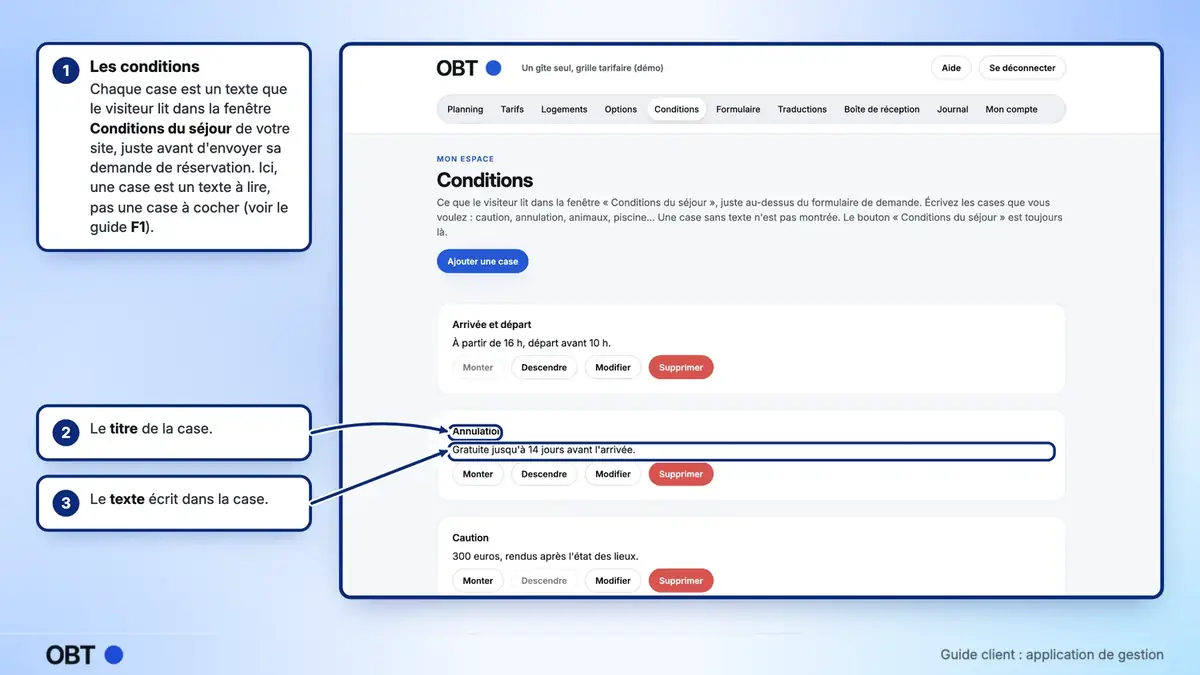 1
Les conditions
Chaque case est un texte que
le visiteur lit dans la fenêtre
Conditions du séjour de votre
site, juste avant d'envoyer sa
demande de réservation. Ici,
une case est un texte à lire,
pas une case à cocher (voir le
guide F1).
2
Le titre de la case.
3
Le texte écrit dans la case.
OBT
Un gîte seul, grille tarifaire (démo)
Aide
Se déconnecter
Planning
Tarifs
Logements
Options
Conditions
Formulaire
Traductions
Boîte de réception
Journal
Mon compte
MON ESPACE
Conditions
Ce que le visiteur lit dans la fenêtre « Conditions du séjour », juste au-dessus du formulaire de demande. Écrivez les cases que vous
voulez : caution, annulation, animaux, piscine... Une case sans texte n'est pas montrée. Le bouton « Conditions du séjour » est toujours
là.
Ajouter une case
Arrivée et départ
À partir de 16 h, départ avant 10 h.
Monter
Descendre
Modifier
Supprimer
Annulation
Gratuite jusqu'à 14 jours avant l'arrivée.
Monter
Descendre
Modifier
Supprimer
Caution
300 euros, rendus après l'état des lieux.
Monter
Descendre
Modifier
Supprimer
OBT
Guide client : application de gestion